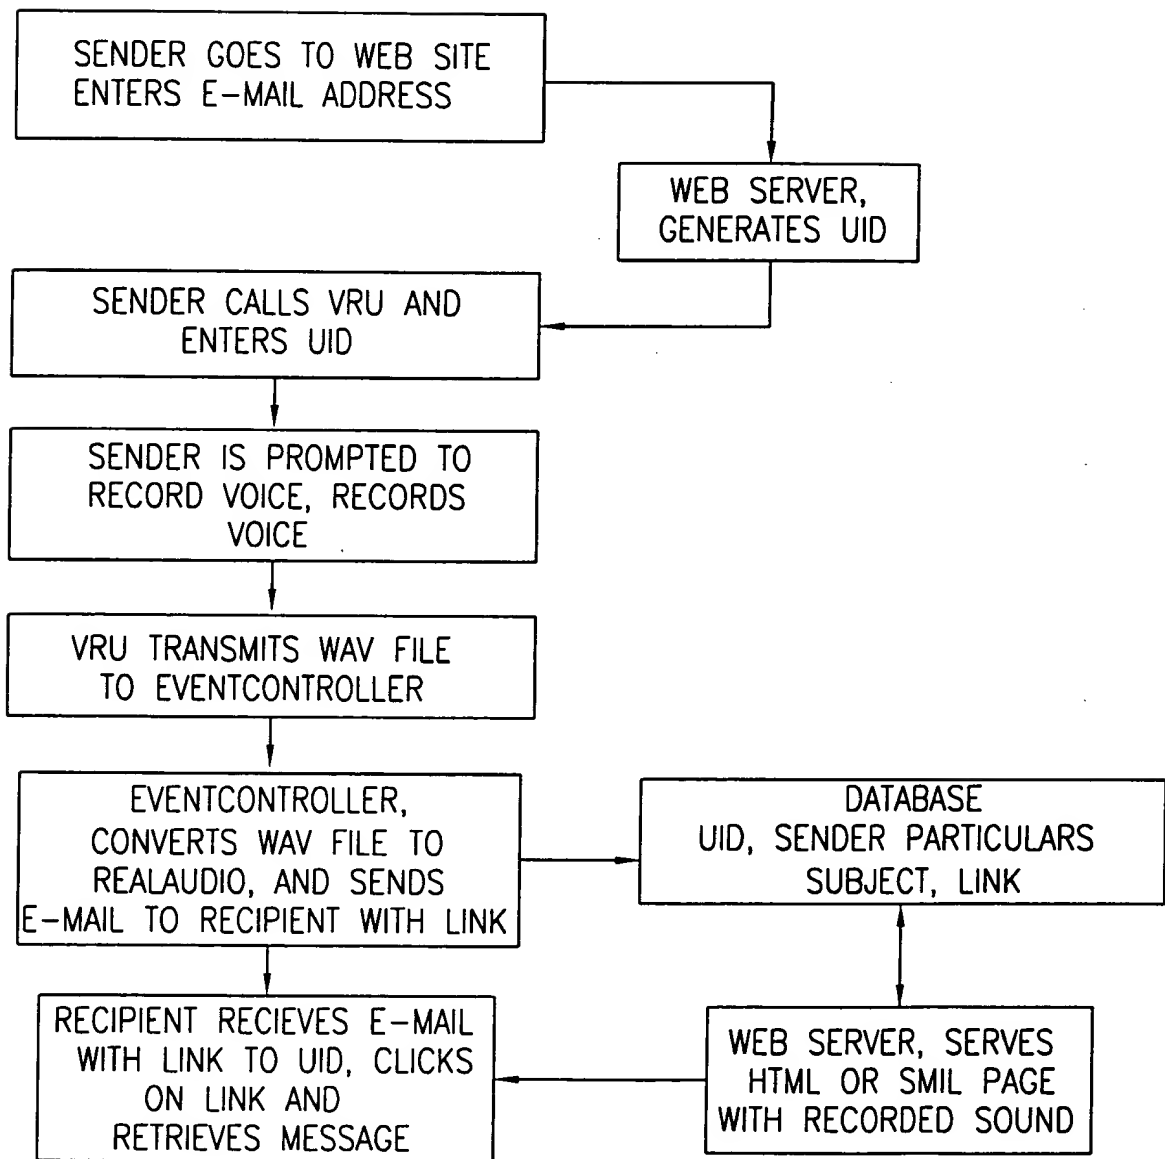 SENDER GOES TO WEB SITE
ENTERS E-MAIL ADDRESS
WEB SERVER,
GENERATES UID
SENDER CALLS VRU AND
ENTERS UID
SENDER IS PROMPTED TO
RECORD VOICE, RECORDS
VOICE
VRU TRANSMITS WAV FILE
TO EVENTCONTROLLER
EVENTCONTROLLER,
CONVERTS WAV FILE TO
REALAUDIO, AND SENDS
E-MAIL TO RECIPIENT WITH LINK
DATABASE
UID, SENDER PARTICULARS
SUBJECT, LINK
RECIPIENT RECIEVES E-MAIL
WITH LINK TO UID, CLICKS
ON LINK AND
RETRIEVES MESSAGE
WEB SERVER, SERVES
HTML OR SMIL PAGE
WITH RECORDED SOUND